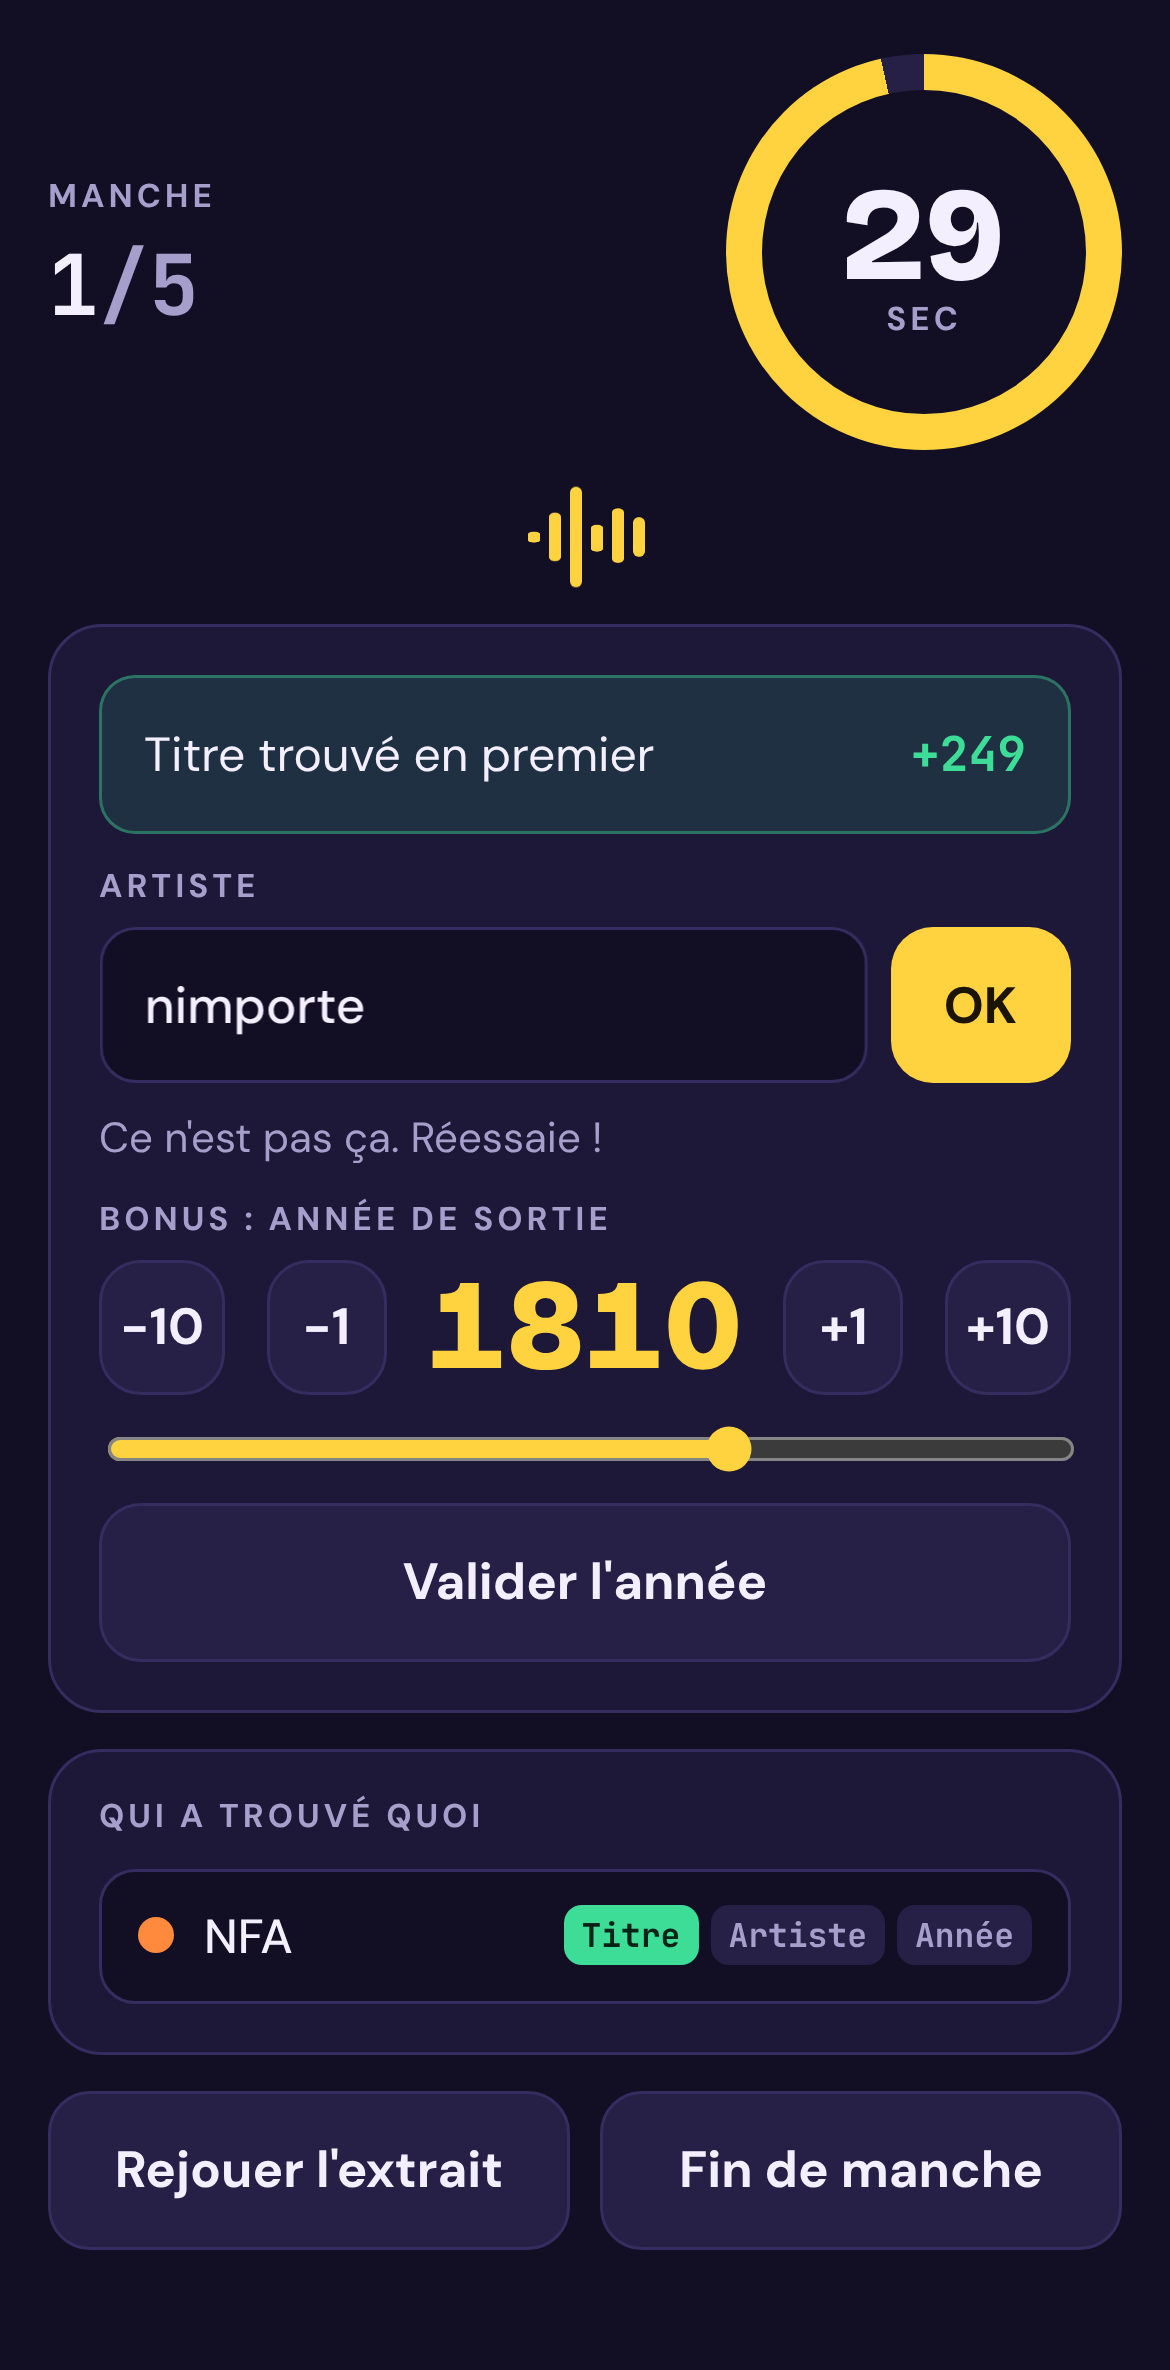 MANCHE
1/5
29
SEC
Titre trouvé en premier +249
ARTISTE
nimporte OK
Ce n'est pas ça. Réessaie !
BONUS : ANNÉE DE SORTIE
-10 -1 1810 +1 +10
Valider l'année
QUI A TROUVÉ QUOI
NFA Titre Artiste Année
Rejouer l'extrait Fin de manche